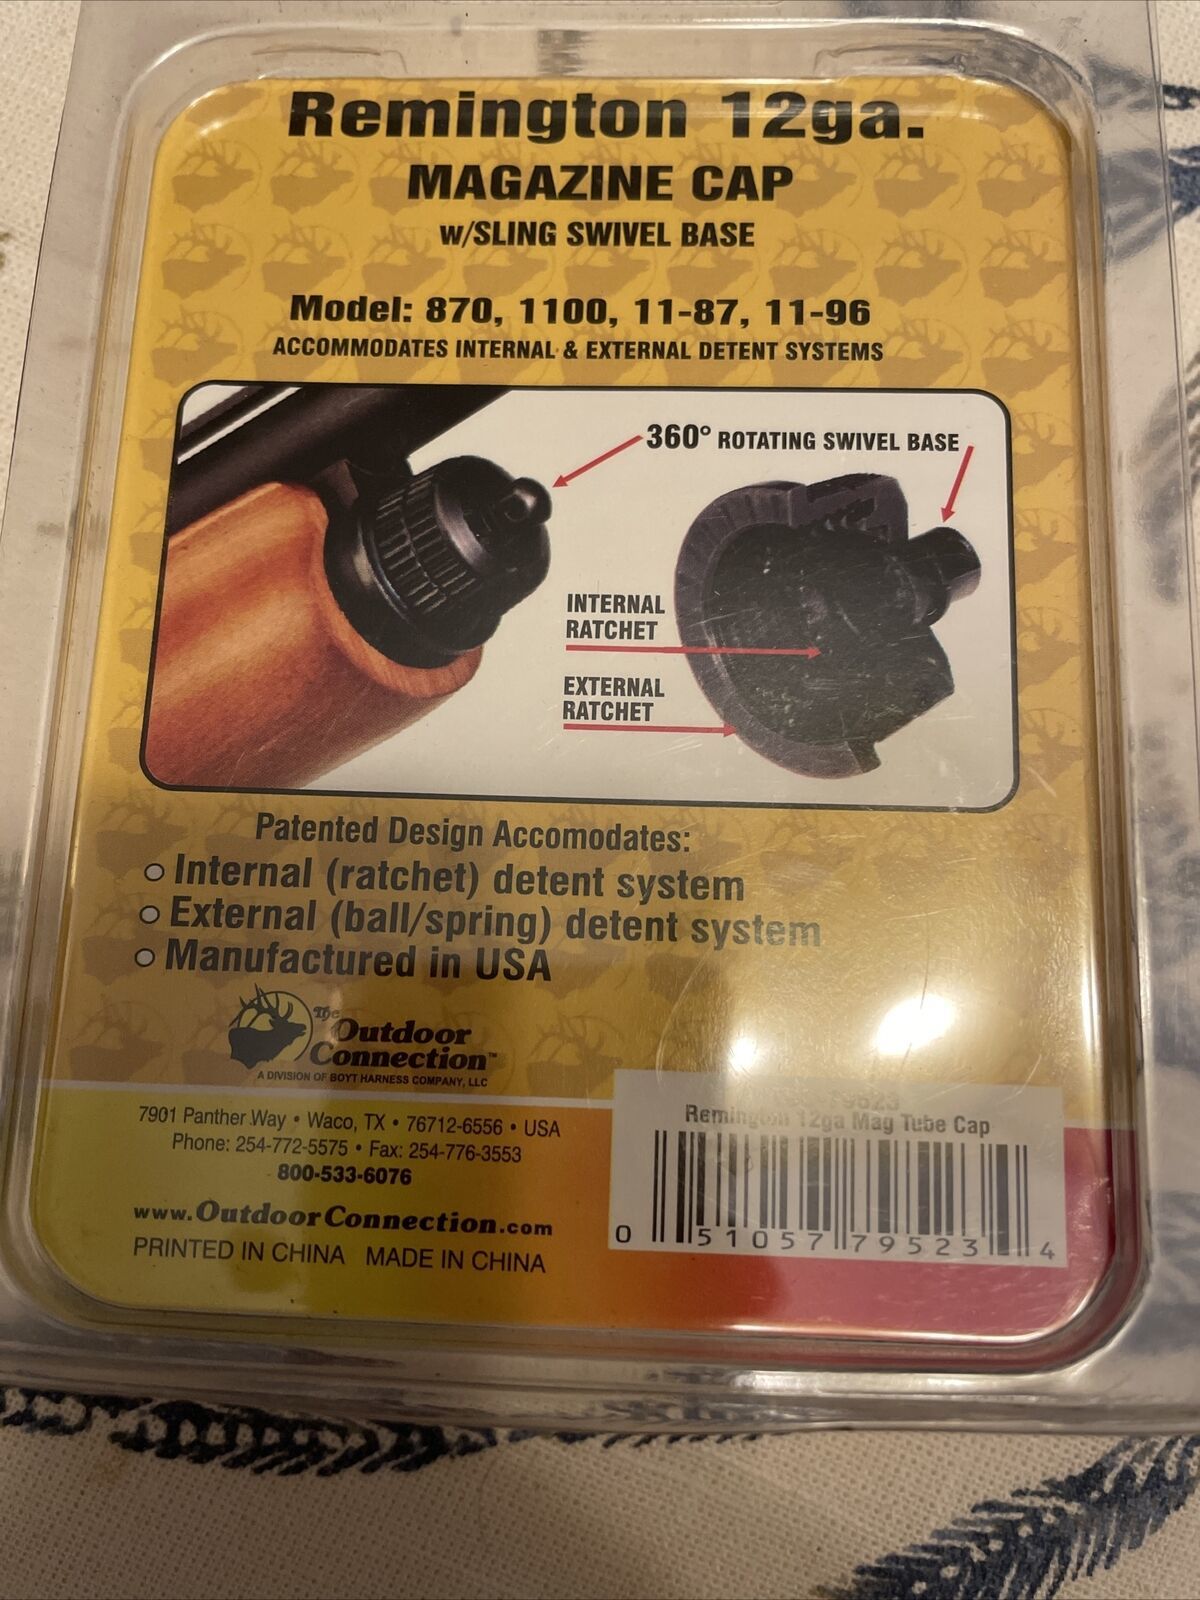 Remington 12ga.
MAGAZINE CAP
w/SLING SWIVEL BASE
Model: 870, 1100, 11-87, 11-96
ACCOMMODATES INTERNAL & EXTERNAL DETENT SYSTEMS
360° ROTATING SWIVEL BASE
INTERNAL
RATCHET
EXTERNAL
RATCHET
Patented Design Accomodates:
Internal (ratchet) detent system
External (ball/spring) detent system
Manufactured in USA
The
Outdoor
Connection™
A DIVISION OF BOYT HARNESS COMPANY, LLC
7901 Panther Way • Waco, TX • 76712-6556 • USA
Phone: 254-772-5575 • Fax: 254-776-3553
800-533-6076
www.OutdoorConnection.com
PRINTED IN CHINA MADE IN CHINA
Remington 12ga Mag Tube Cap
0 51057 79523 4